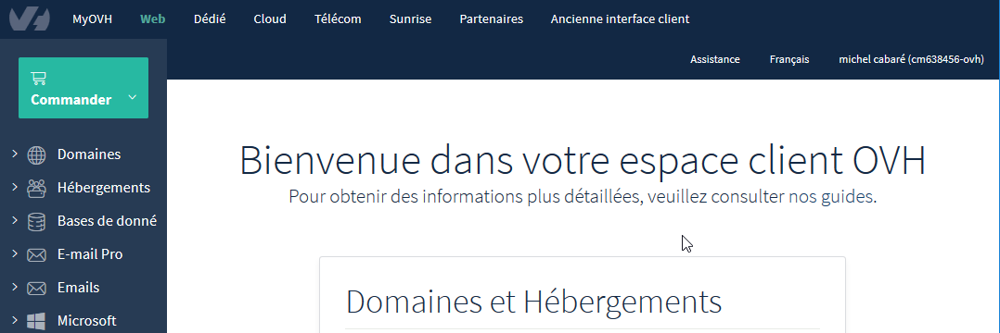 MyOVH Web Dédié Cloud Télécom Sunrise Partenaires Ancienne interface client
Assistance Français michel cabaré (cm638456-ovh)
Commander
Domaines
Hébergements
Bases de donné
E-mail Pro
Emails
Microsoft
Bienvenue dans votre espace client OVH
Pour obtenir des informations plus détaillées, veuillez consulter nos guides.
Domaines et Hébergements